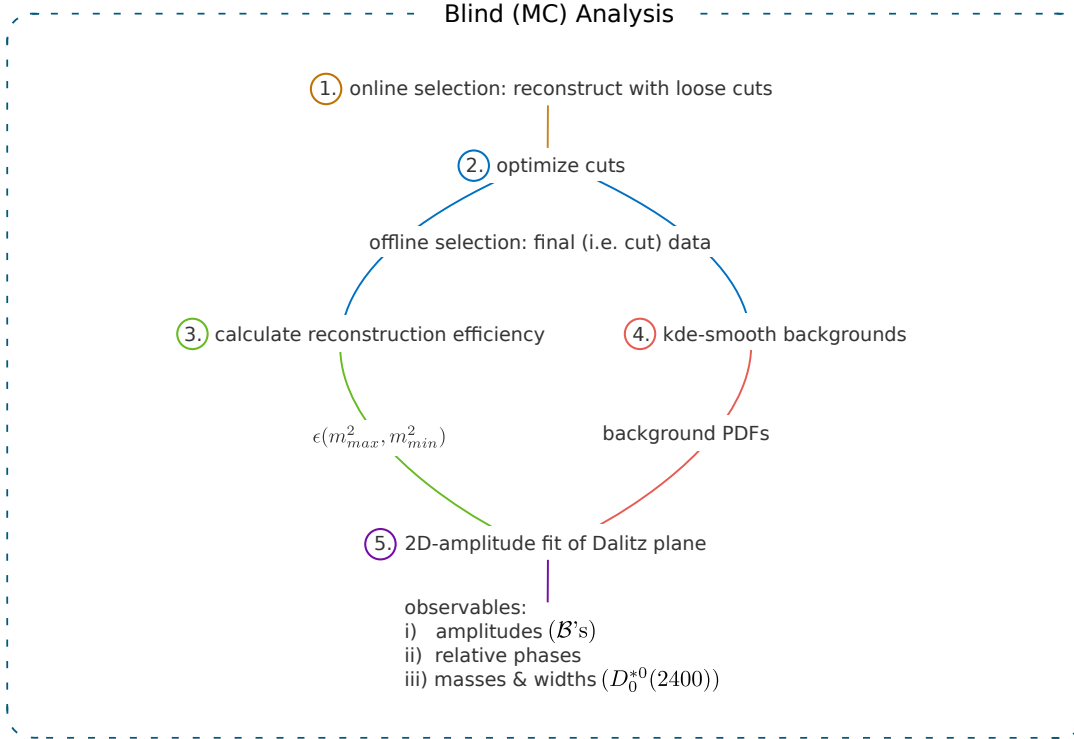 Blind (MC) Analysis
1. online selection: reconstruct with loose cuts
2. optimize cuts
offline selection: final (i.e. cut) data
3. calculate reconstruction efficiency
4. kde-smooth backgrounds
ϵ(m²ₘₐₓ, m²ₘᵢₙ)
background PDFs
5. 2D-amplitude fit of Dalitz plane
observables:
i) amplitudes (ℬ's)
ii) relative phases
iii) masses & widths (D₀*⁰(2400))